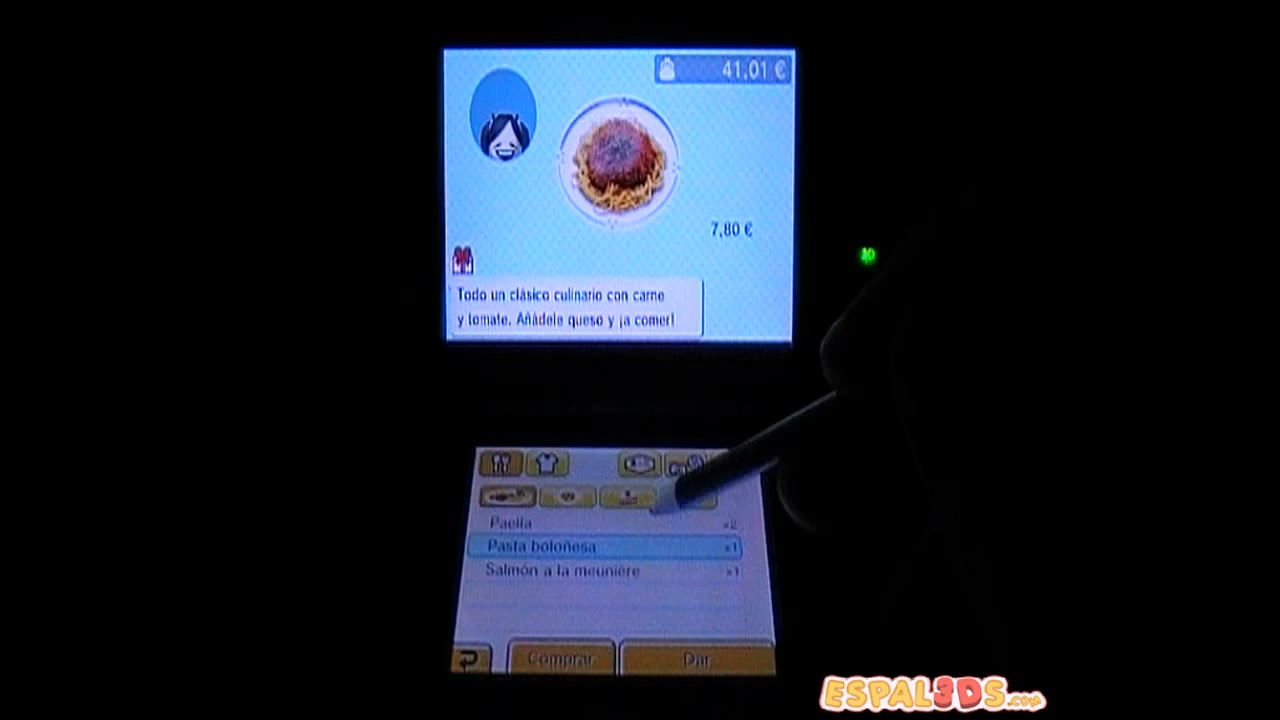 41,01 €
7,80 €
Todo un clásico culinario con carne
y tomate. Añádele queso y ¡a comer!
Paella ×2
Pasta boloñesa ×1
Salmón a la meunière ×1
Comprar Dar
ESPAL3DS.com